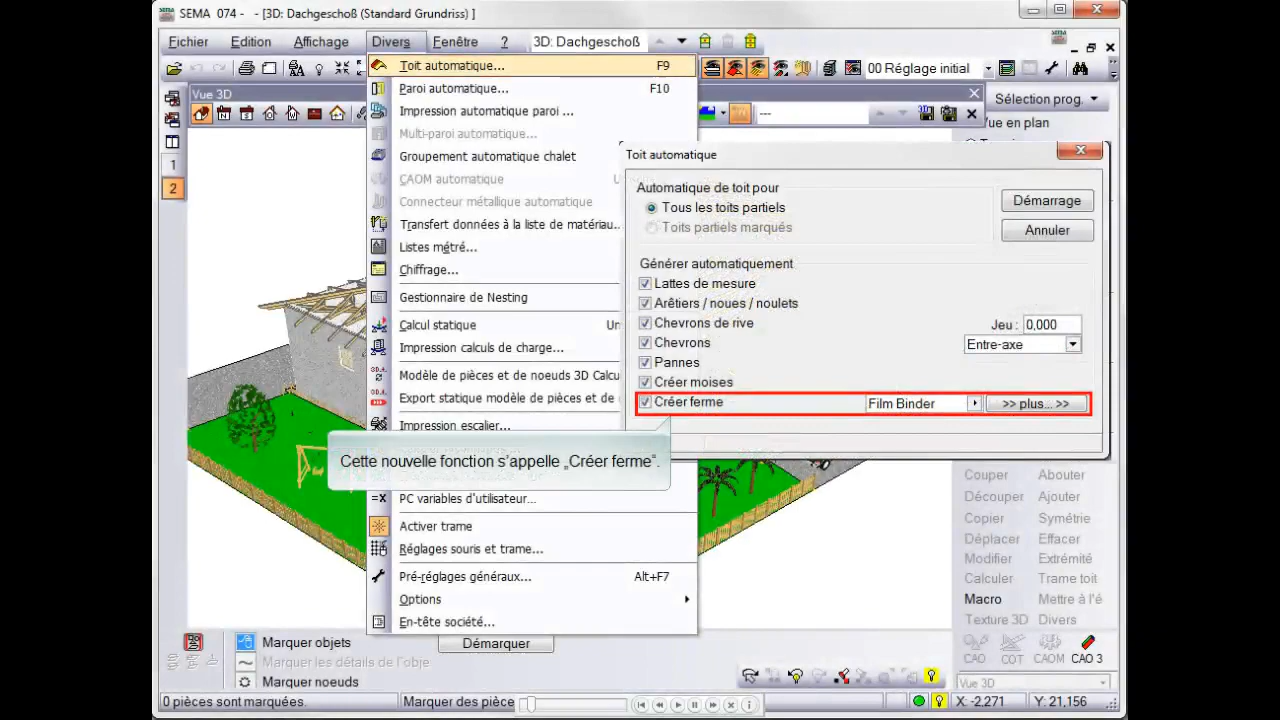 SEMA  074 -   - [3D: Dachgeschoß (Standard Grundriss) ]
Fichier Edition Affichage Divers Fenêtre ? 3D: Dachgeschoß
00 Réglage initial
Vue 3D
---
Sélection prog.
Vue en plan
1
2
Toit automatique... F9
Paroi automatique... F10
Impression automatique paroi ...
Multi-paroi automatique...
Groupement automatique chalet
CAOM automatique
Connecteur métallique automatique
Transfert données à la liste de matériau..
Listes métré...
Chiffrage...
Gestionnaire de Nesting
Calcul statique
Impression calculs de charge...
Modèle de pièces et de noeuds 3D Calcu
Export statique modèle de pièces et de
Impression escalier...
PC variables d'utilisateur...
Activer trame
Réglages souris et trame...
Pré-réglages généraux... Alt+F7
Options
En-tête société...
Toit automatique
Automatique de toit pour
Tous les toits partiels
Toits partiels marqués
Démarrage
Annuler
Générer automatiquement
Lattes de mesure
Arêtiers / noues / noulets
Chevrons de rive
Jeu : 0,000
Chevrons
Entre-axe
Pannes
Créer moises
Créer ferme Film Binder >> plus... >>
Cette nouvelle fonction s'appelle „Créer ferme“.
Couper Abouter
Découper Ajouter
Copier Symétrie
Déplacer Effacer
Modifier Extrémité
Calculer Trame toit
Macro Mettre à l'é
Texture 3D Divers
CAO COT CAOM CAO 3
Vue 3D
Marquer objets Démarquer
Marquer les détails de l'obje
Marquer noeuds
0 pièces sont marquées. Marquer des pièce X: -2,271 Y: 21,156